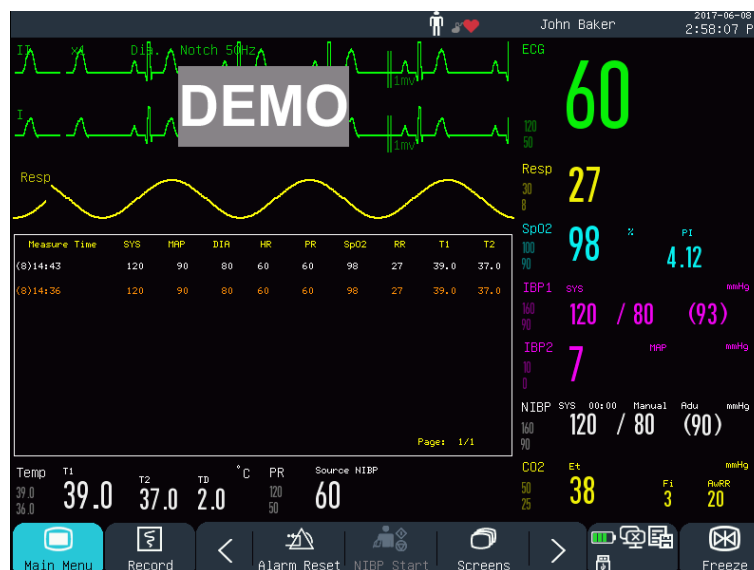 John Baker
2017-06-08
2:58:07 P
II x1 Dia. Notch 50Hz
1mv
DEMO
I
1mv
Resp
Measure Time SYS MAP DIA HR PR SpO2 RR T1 T2
(8)14:43 120 90 80 60 60 98 27 39.0 37.0
(8)14:36 120 90 80 60 60 98 27 39.0 37.0
Page: 1/1
ECG
60
120
50
Resp
27
30
8
SpO2 % PI
98 4.12
100
90
IBP1 SYS mmHg
120 / 80 (93)
160
90
IBP2 MAP mmHg
7
10
0
NIBP SYS 00:00 Manual Adu mmHg
120 / 80 (90)
160
90
CO2 Et mmHg
50
25
38
Fi AwRR
3 20
Temp T1 T2 TD °C
39.0
36.0
39.0 37.0 2.0
PR Source NIBP
120
50
60
Main Menu Record Alarm Reset NIBP Start Screens Freeze